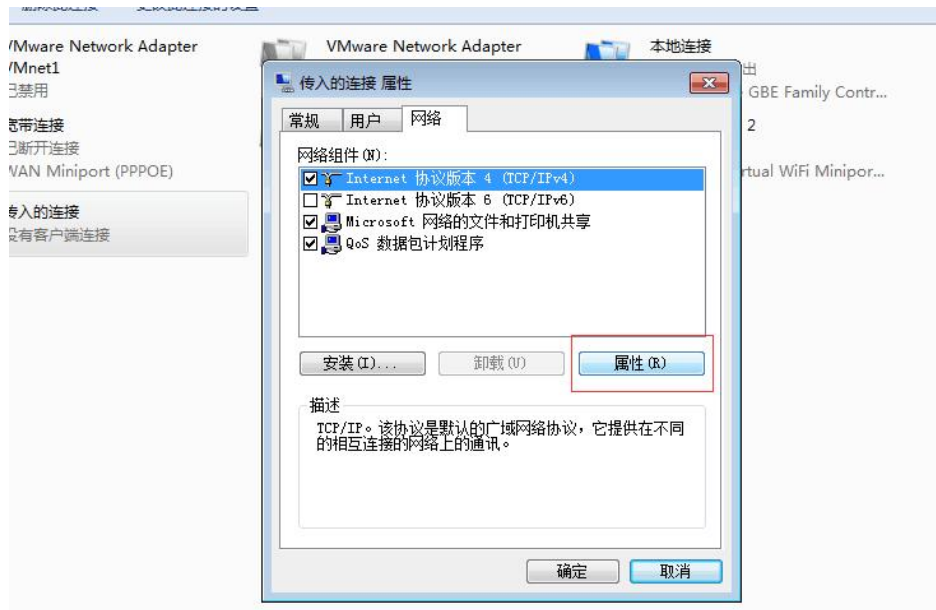 VMware Network Adapter
VMnet1
已禁用
宽带连接
已断开连接
WAN Miniport (PPPOE)
传入的连接
没有客户端连接
VMware Network Adapter
本地连接
出
GBE Family Contr...
2
rtual WiFi Minipor...
传入的连接 属性
常规
用户
网络
网络组件(N):
Internet 协议版本 4 (TCP/IPv4)
Internet 协议版本 6 (TCP/IPv6)
Microsoft 网络的文件和打印机共享
QoS 数据包计划程序
安装(I)...
卸载(U)
属性(R)
描述
TCP/IP。该协议是默认的广域网络协议，它提供在不同
的相互连接的网络上的通讯。
确定
取消